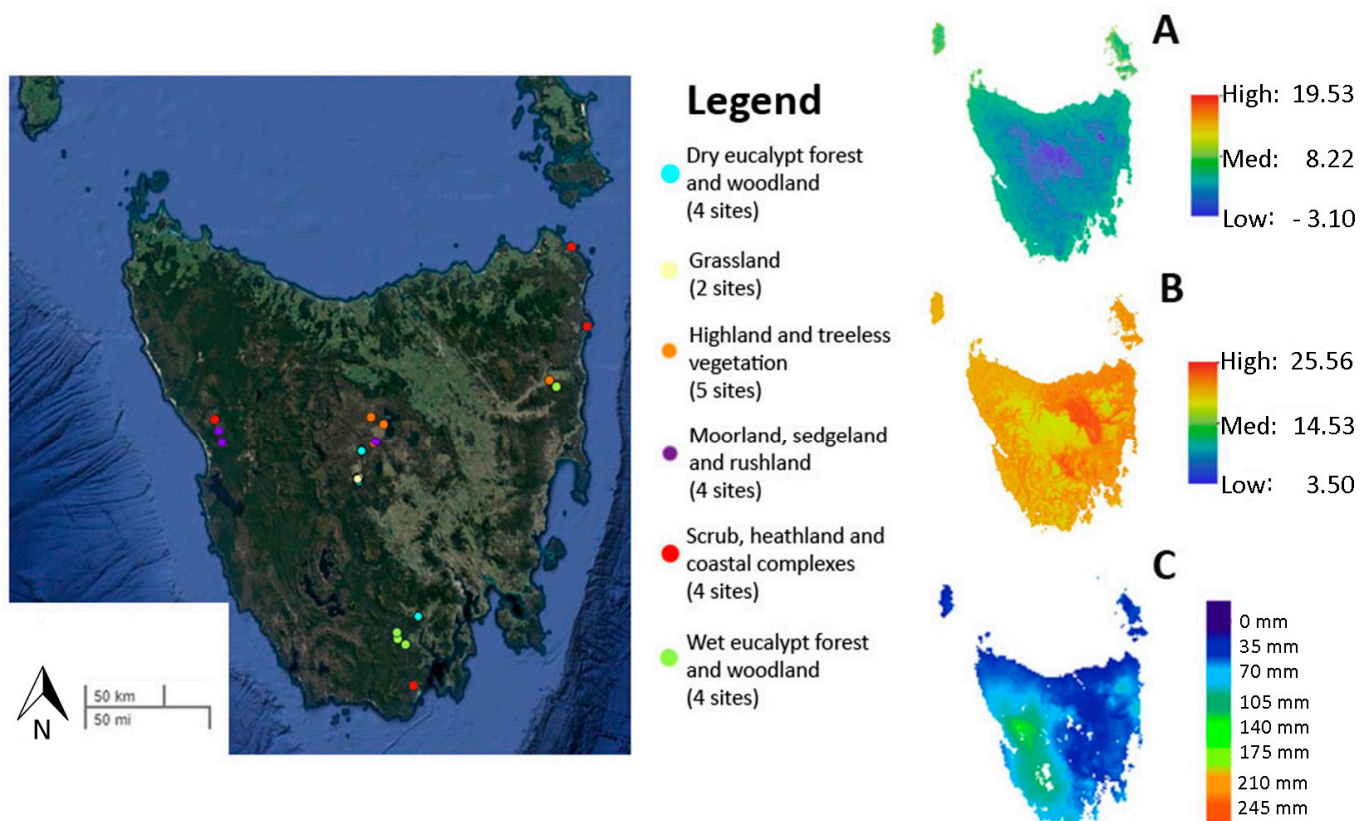 Legend
Dry eucalypt forest
and woodland
(4 sites)
Grassland
(2 sites)
Highland and treeless
vegetation
(5 sites)
Moorland, sedgeland
and rushland
(4 sites)
Scrub, heathland and
coastal complexes
(4 sites)
Wet eucalypt forest
and woodland
(4 sites)
N
50 km
50 mi
A
High: 19.53
Med: 8.22
Low: - 3.10
B
High: 25.56
Med: 14.53
Low: 3.50
C
0 mm
35 mm
70 mm
105 mm
140 mm
175 mm
210 mm
245 mm